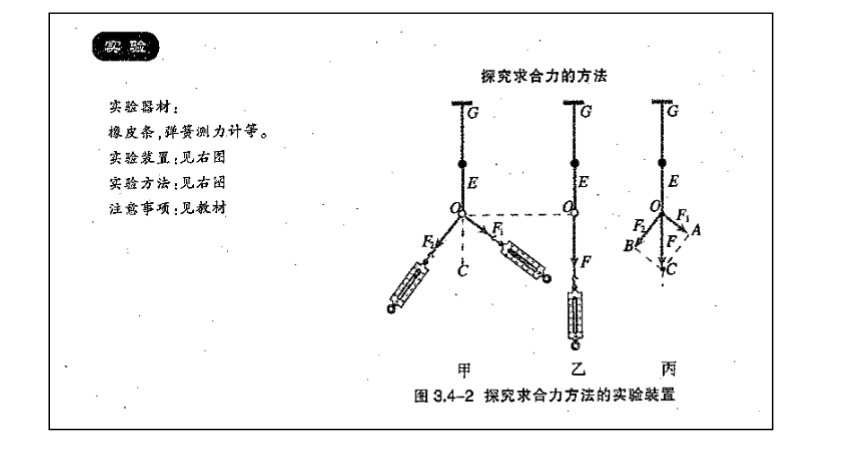 实验
探究求合力的方法
实验器材:
橡皮条,弹簧测力计等。
实验装置:见右图
实验方法:见右图
注意事项:见教材
G G G
E E E
O O O
F₂ F₁ F F₂ F₁ F
A
B
C C
甲 乙 丙
图 3.4-2 探究求合力方法的实验装置